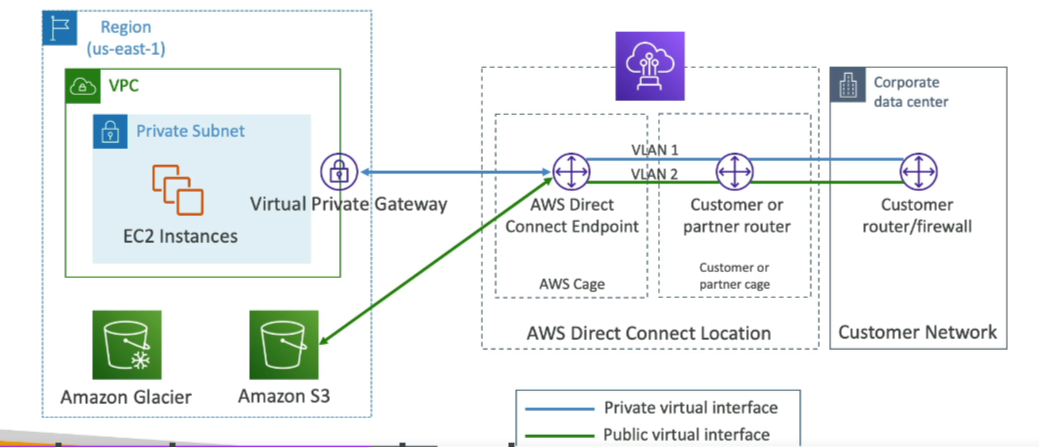 Region
(us-east-1)
VPC
Private Subnet
EC2 Instances
Virtual Private Gateway
Amazon Glacier
Amazon S3
VLAN 1
VLAN 2
AWS Direct
Connect Endpoint
AWS Cage
Customer or
partner router
Customer or
partner cage
AWS Direct Connect Location
Corporate
data center
Customer
router/firewall
Customer Network
Private virtual interface
Public virtual interface